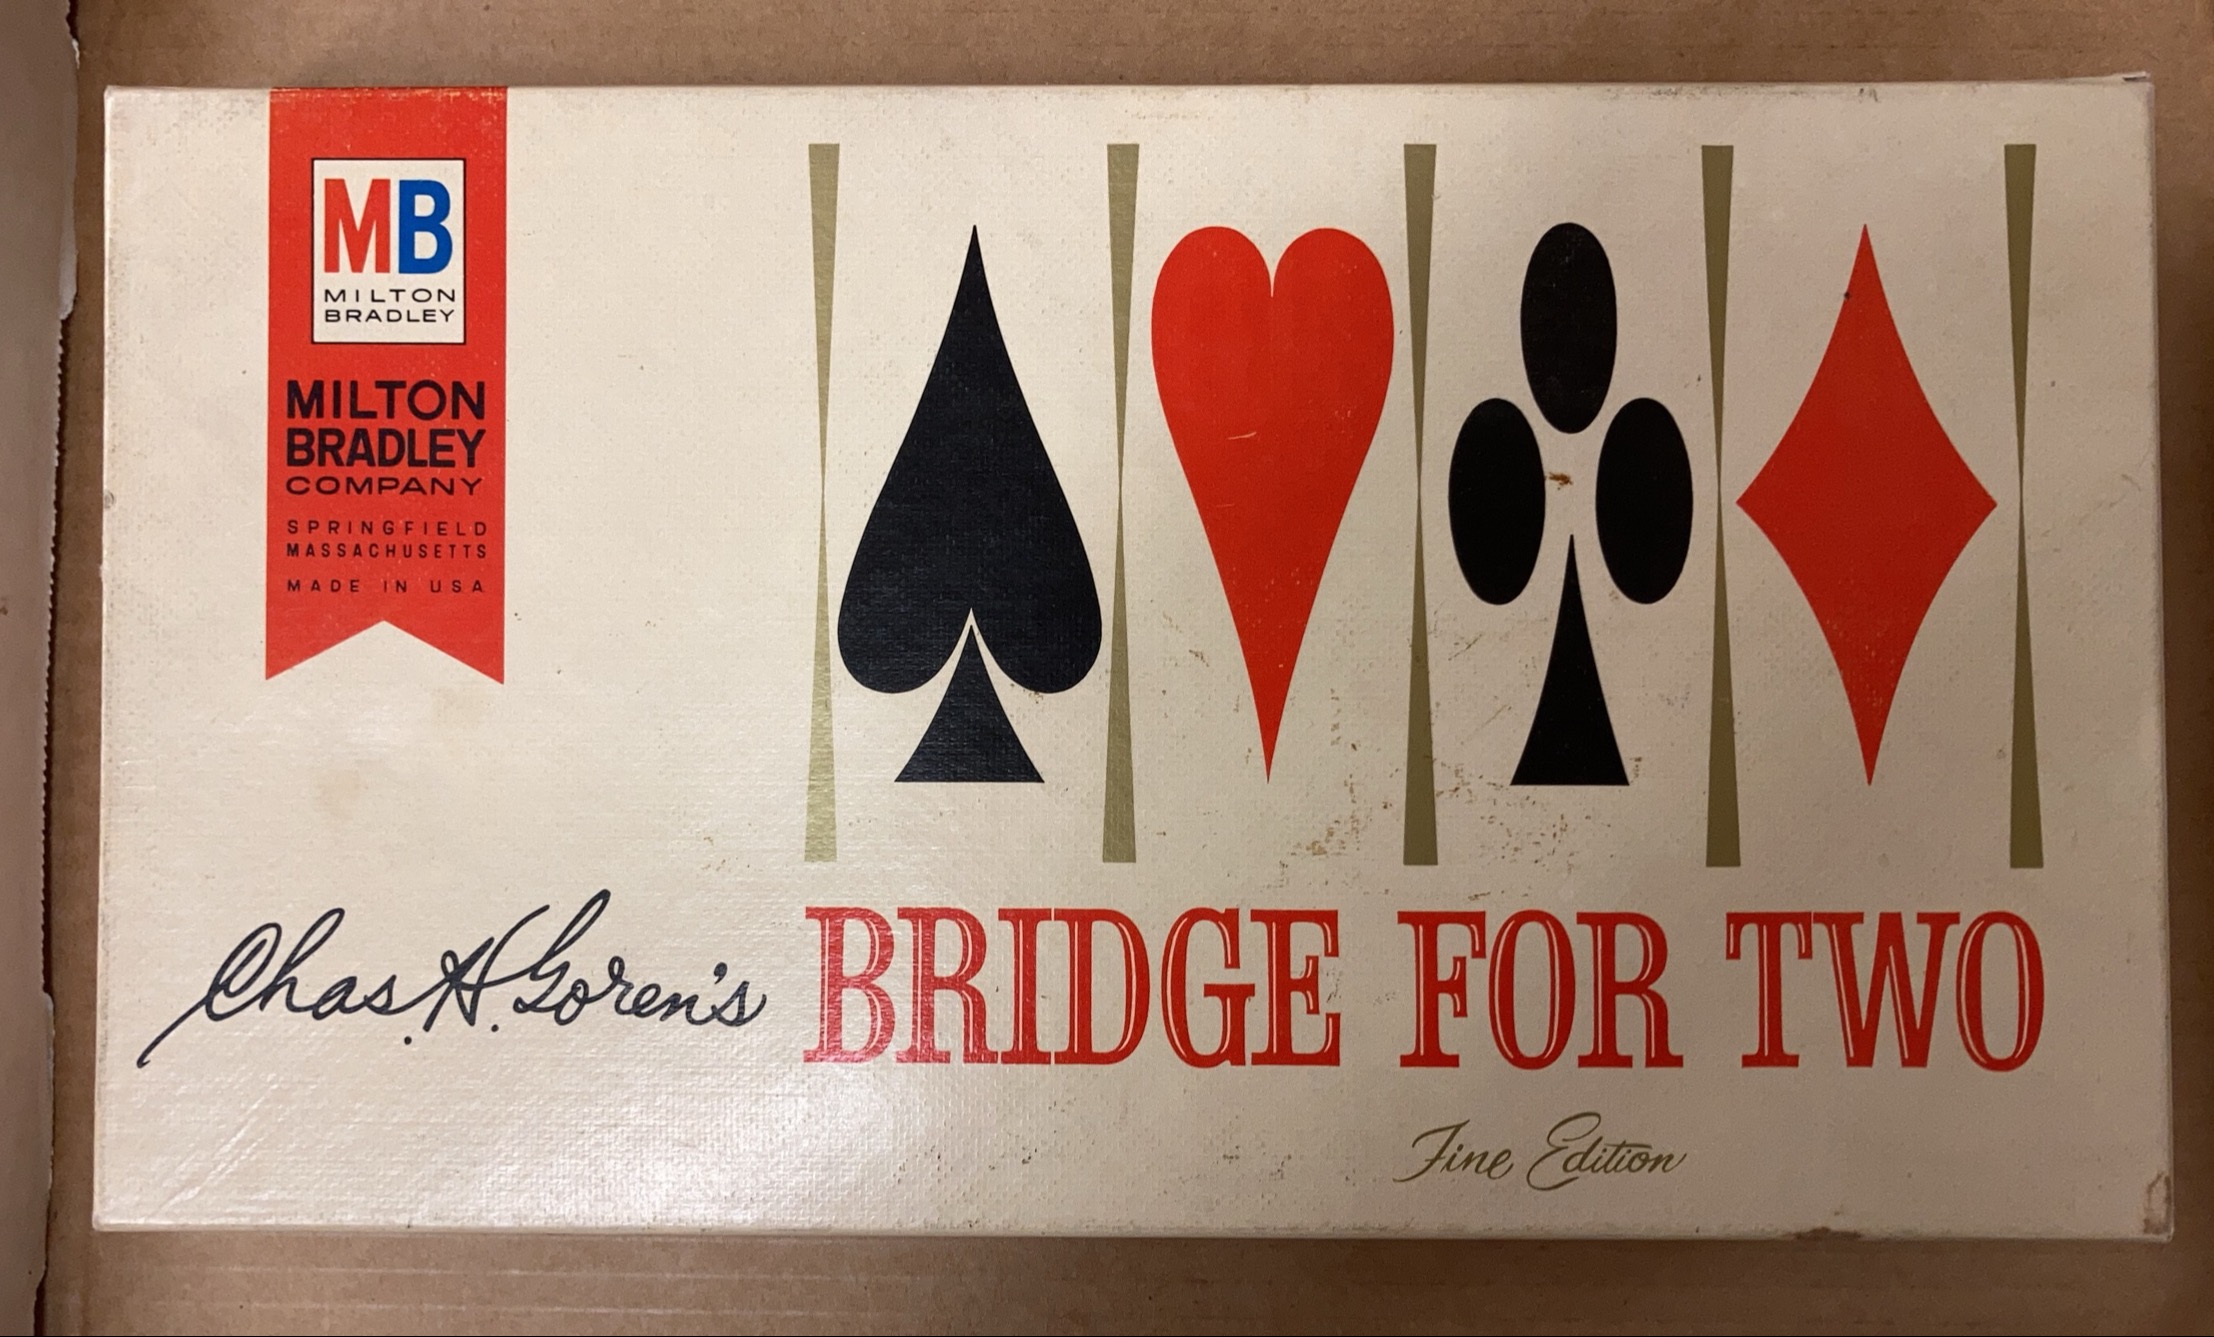 MB
MILTON
BRADLEY
MILTON
BRADLEY
COMPANY
SPRINGFIELD
MASSACHUSETTS
MADE IN USA
Chas. H. Goren's BRIDGE FOR TWO
Fine Edition